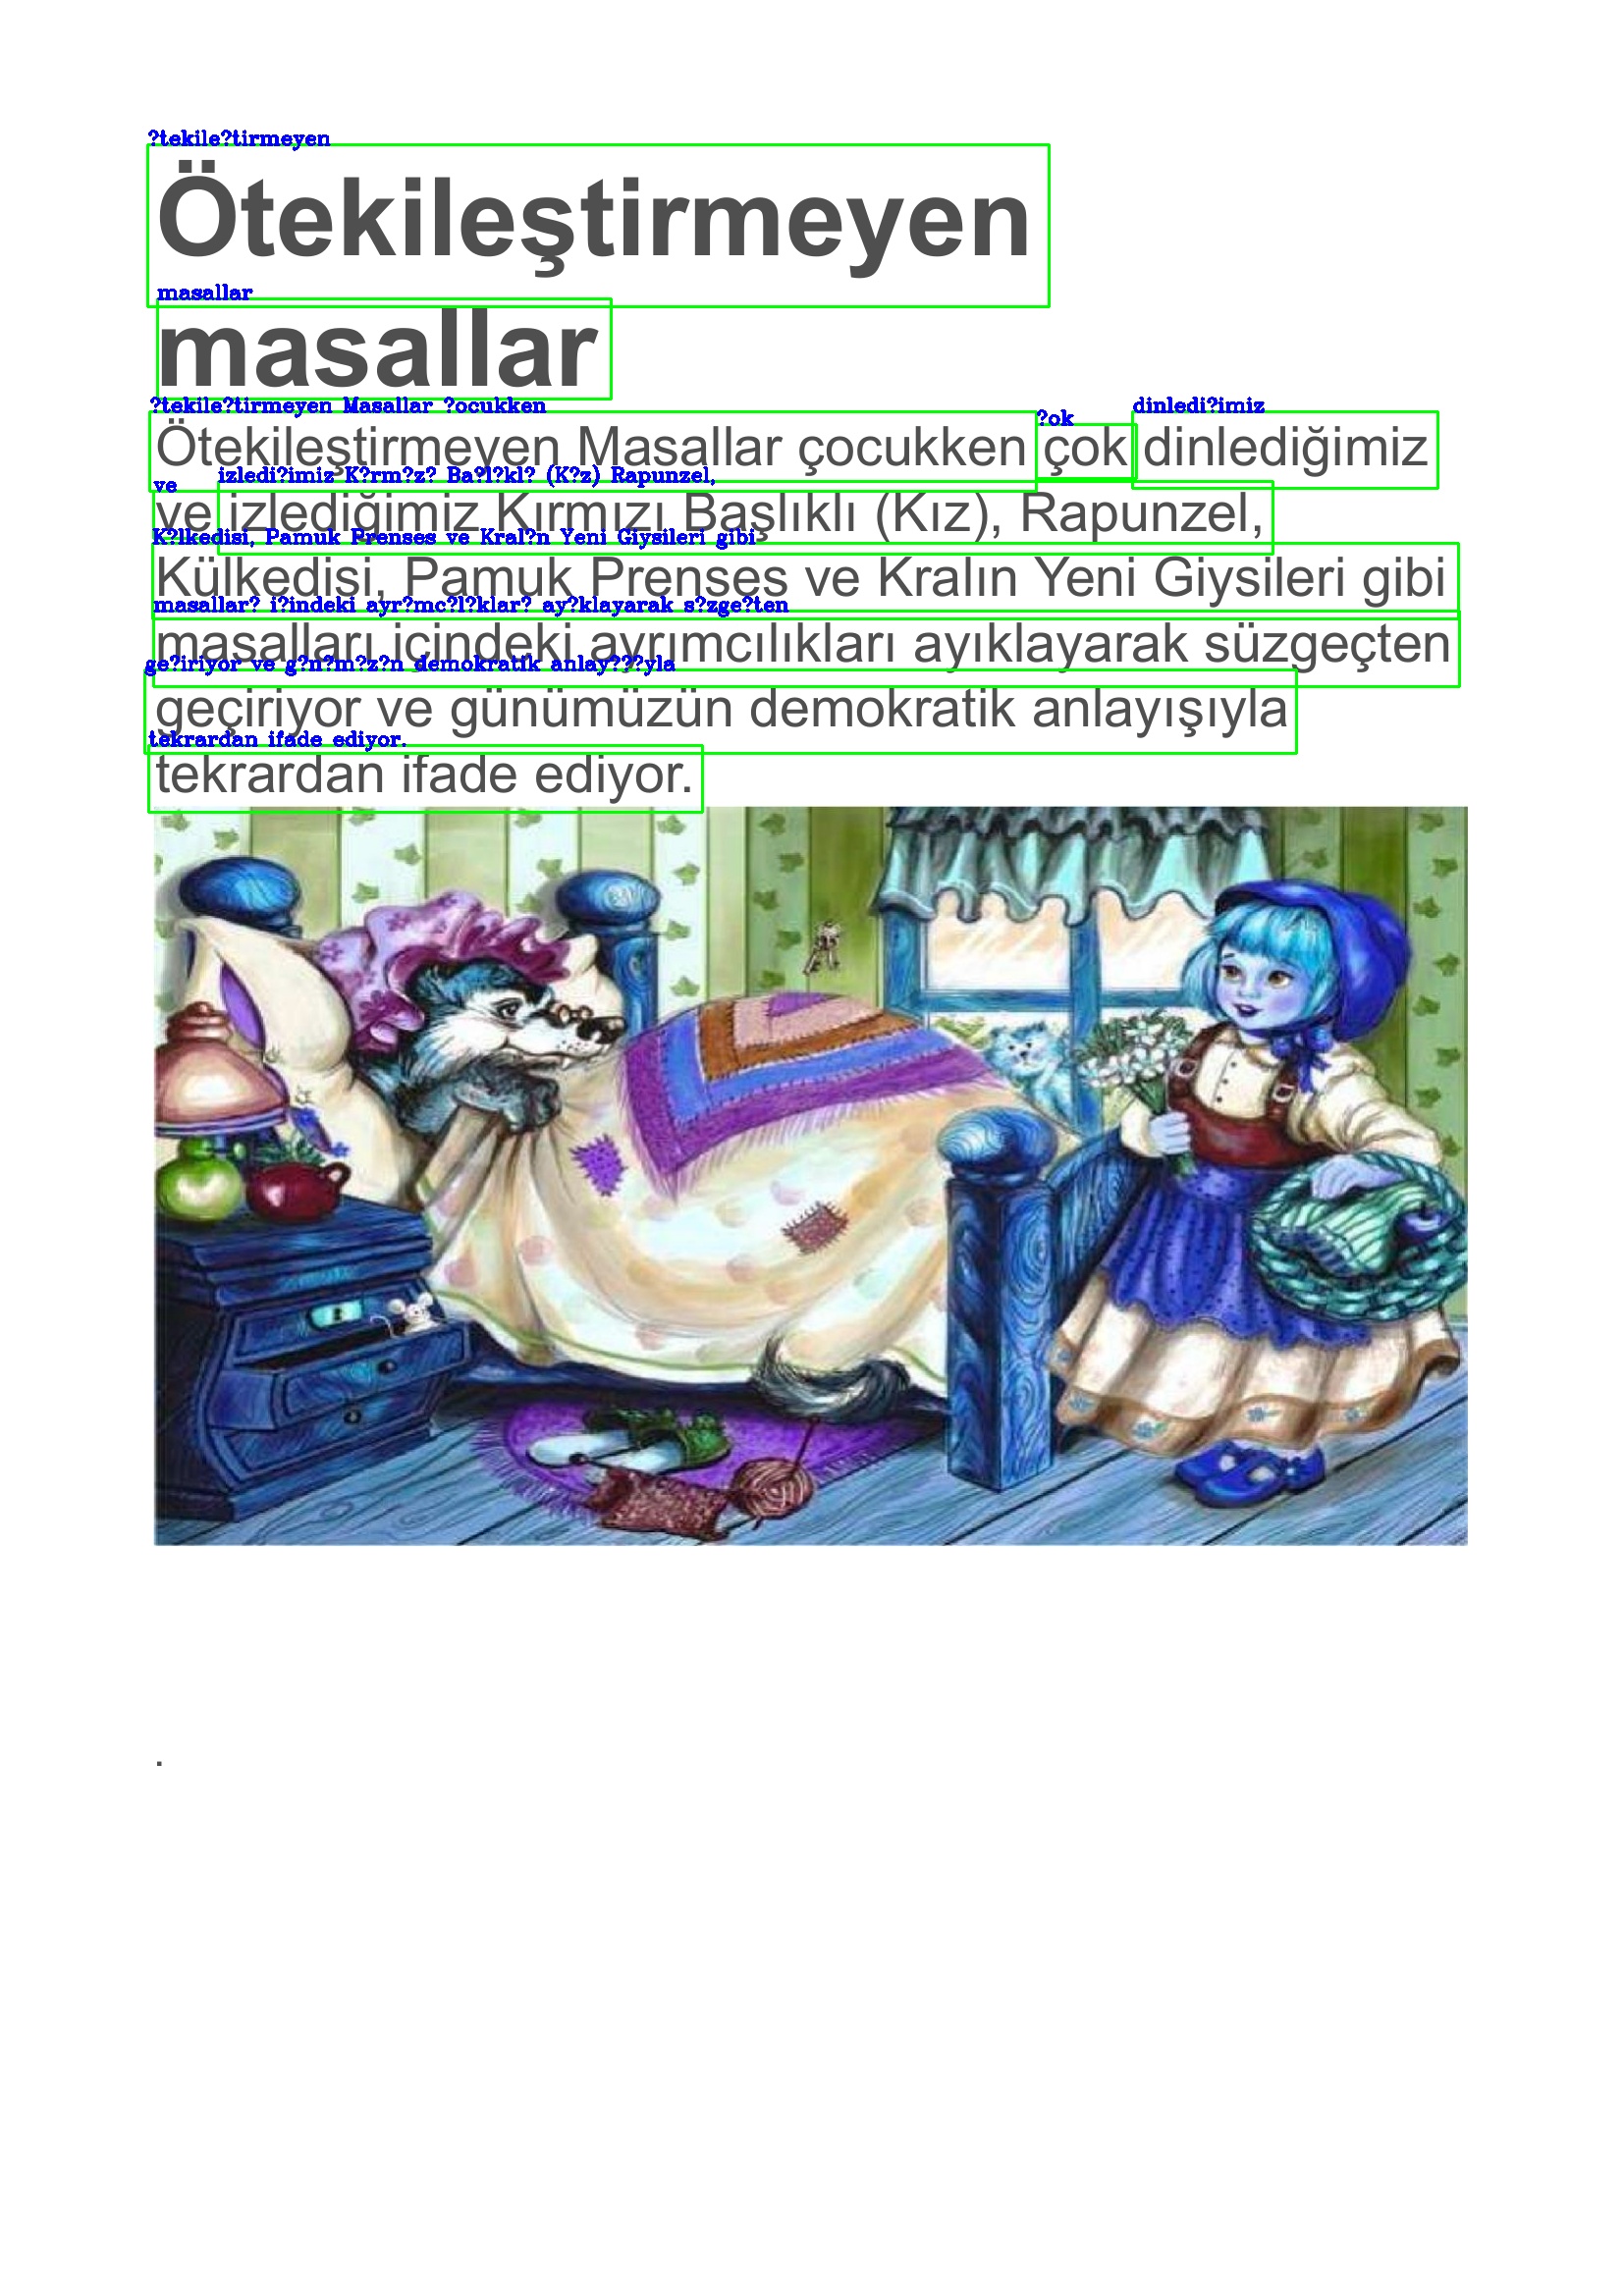 ?tekile?tirmeyen
Ötekileştirmeyen
masallar
masallar
?tekile?tirmeyen Masallar ?ocukken ?ok dinledi?imiz
Ötekileştirmeyen Masallar çocukken çok dinlediğimiz
ve izledi?imiz K?rm?z? Ba?l?kl? (K?z) Rapunzel,
ve izlediğimiz Kırmızı Başlıklı (Kız), Rapunzel,
K?lkedisi, Pamuk Prenses ve Kral?n Yeni Giysileri gibi
Külkedisi, Pamuk Prenses ve Kralın Yeni Giysileri gibi
masallar? i?indeki ayr?mc?l?klar? ay?klayarak s?zge?ten
masalları içindeki ayrımcılıkları ayıklayarak süzgeçten
ge?iriyor ve g?n?m?z?n demokratik anlay???yla
geçiriyor ve günümüzün demokratik anlayışıyla
tekrardan ifade ediyor.
tekrardan ifade ediyor.
.